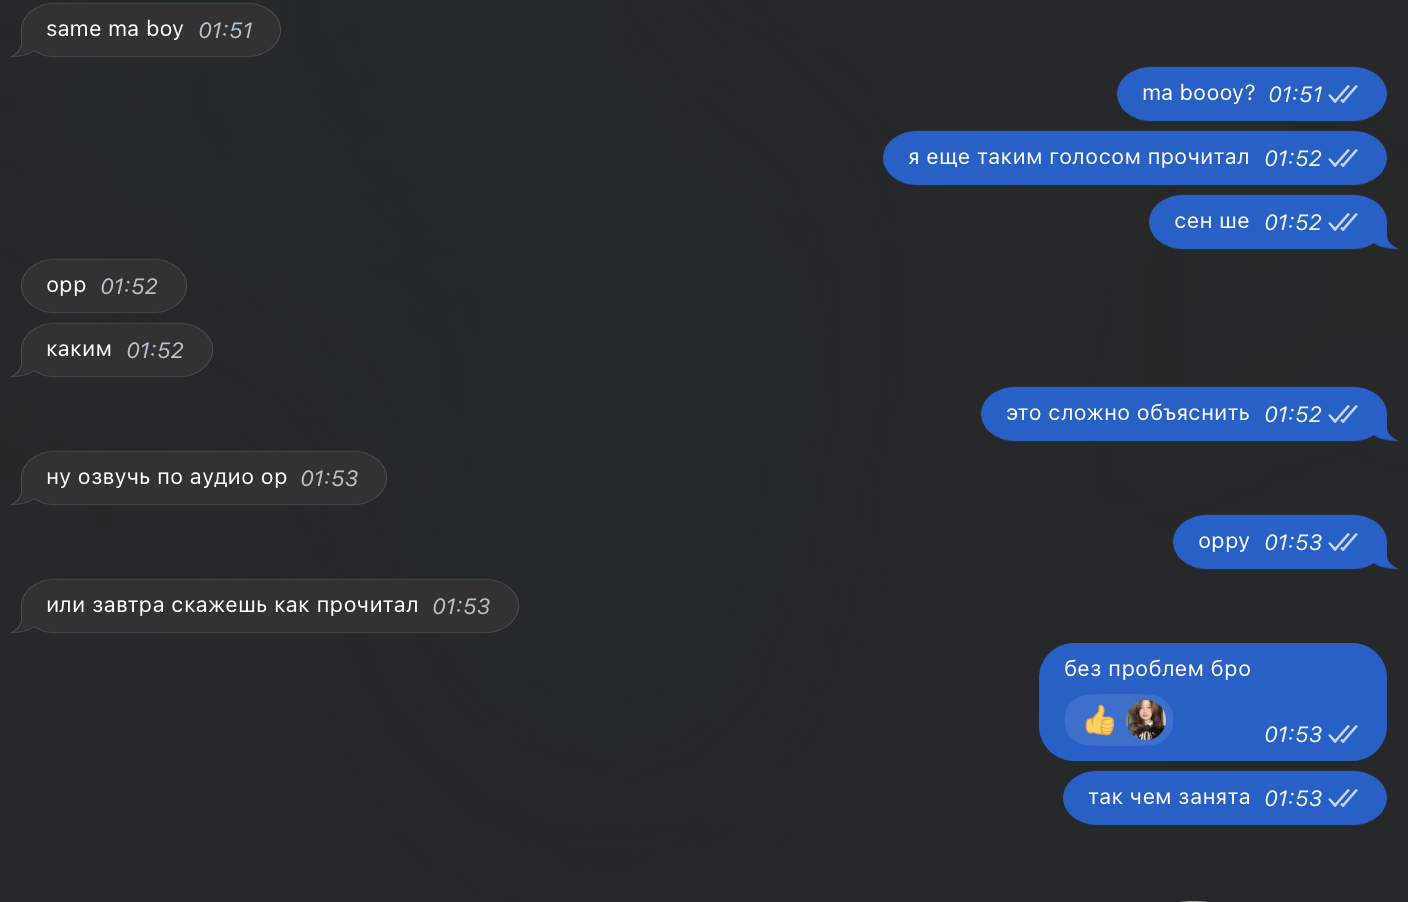 same ma boy 01:51
ma boooy? 01:51
я еще таким голосом прочитал 01:52
сен ше 01:52
орр 01:52
каким 01:52
это сложно объяснить 01:52
ну озвучь по аудио ор 01:53
орру 01:53
или завтра скажешь как прочитал 01:53
без проблем бро
01:53
так чем занята 01:53